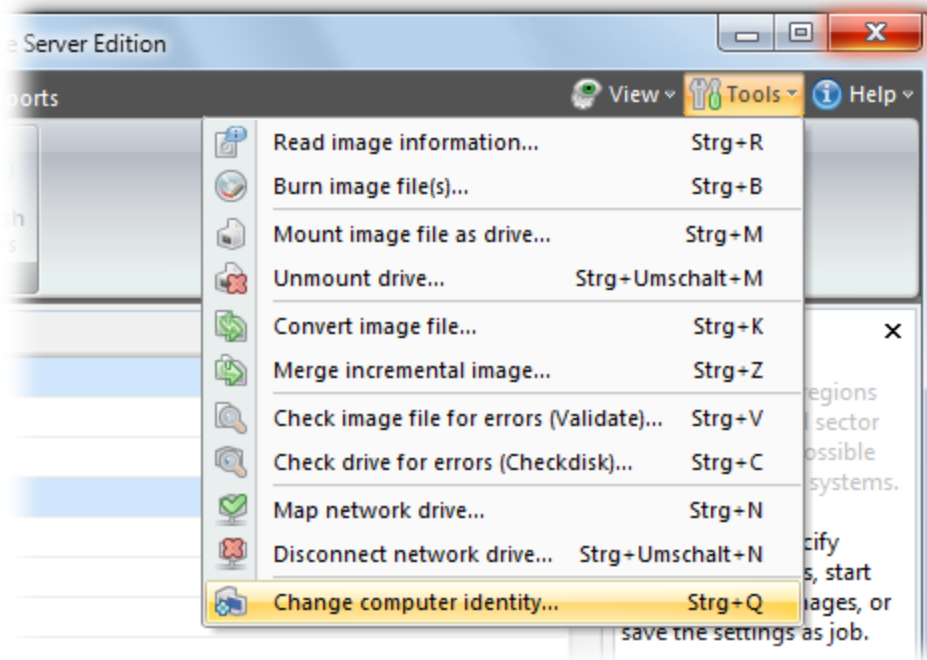 e Server Edition
ports
View
Tools
Help
Read image information... Strg+R
Burn image file(s)... Strg+B
Mount image file as drive... Strg+M
Unmount drive... Strg+Umschalt+M
Convert image file... Strg+K
Merge incremental image... Strg+Z
Check image file for errors (Validate)... Strg+V
Check drive for errors (Checkdisk)... Strg+C
Map network drive... Strg+N
Disconnect network drive... Strg+Umschalt+N
Change computer identity... Strg+Q
regions
sector
ossible
systems.
cify
s, start
ages, or
save the settings as job.